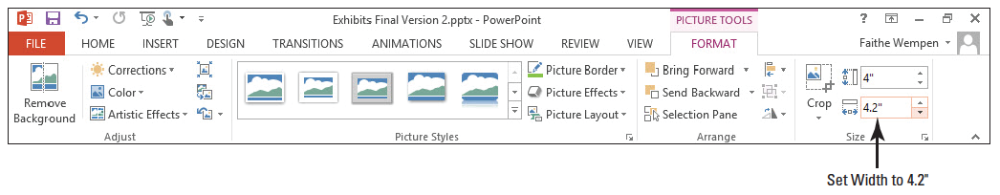 Exhibits Final Version 2.pptx - PowerPoint
PICTURE TOOLS
?
FILE HOME INSERT DESIGN TRANSITIONS ANIMATIONS SLIDE SHOW REVIEW VIEW FORMAT Faithe Wempen
Remove Background
Corrections
Color
Artistic Effects
Adjust
Picture Border
Picture Effects
Picture Layout
Picture Styles
Bring Forward
Send Backward
Selection Pane
Arrange
Crop
4"
4.2"
Size
Set Width to 4.2"